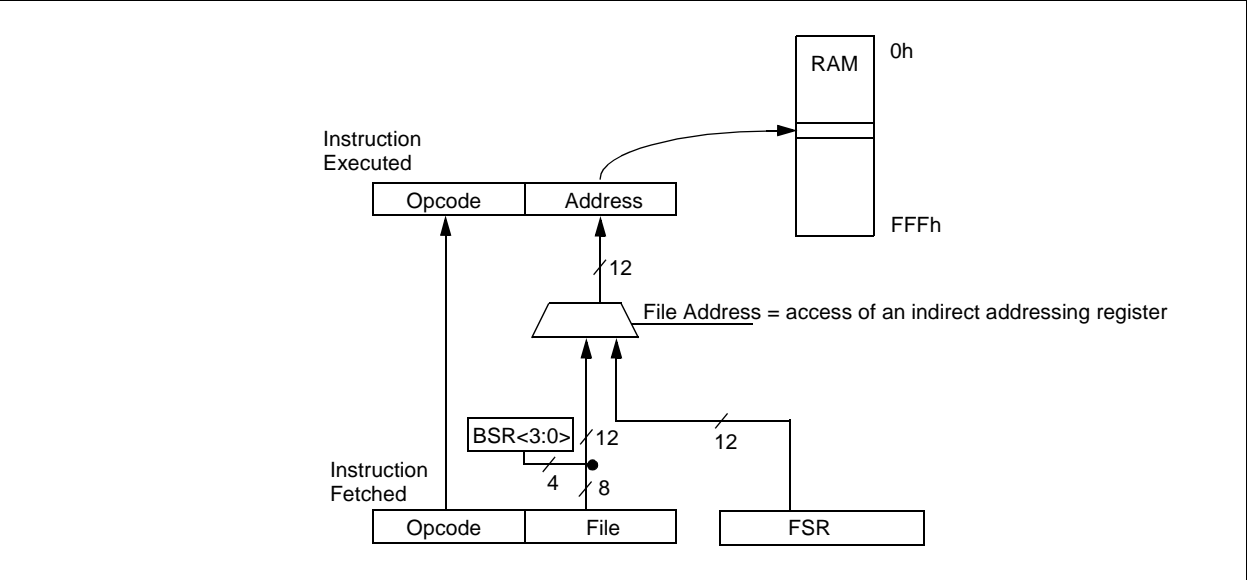 RAM
0h
Instruction
Executed
Opcode
Address
FFFh
12
File Address = access of an indirect addressing register
BSR<3:0>
12
12
Instruction
Fetched
4
8
Opcode
File
FSR